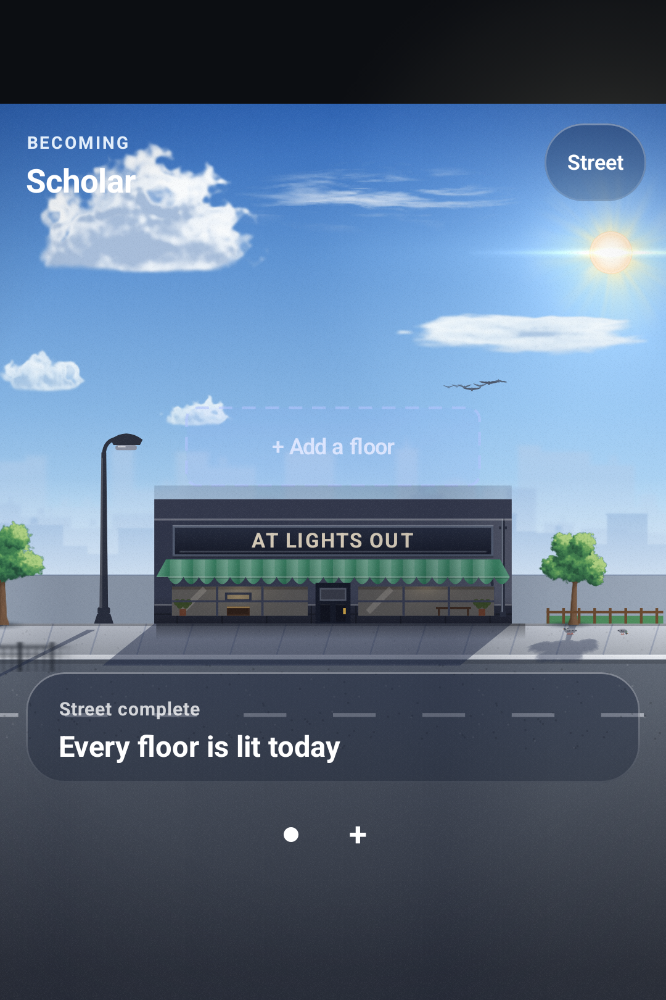 BECOMING
Scholar
Street
+ Add a floor
AT LIGHTS OUT
Street complete
Every floor is lit today
+